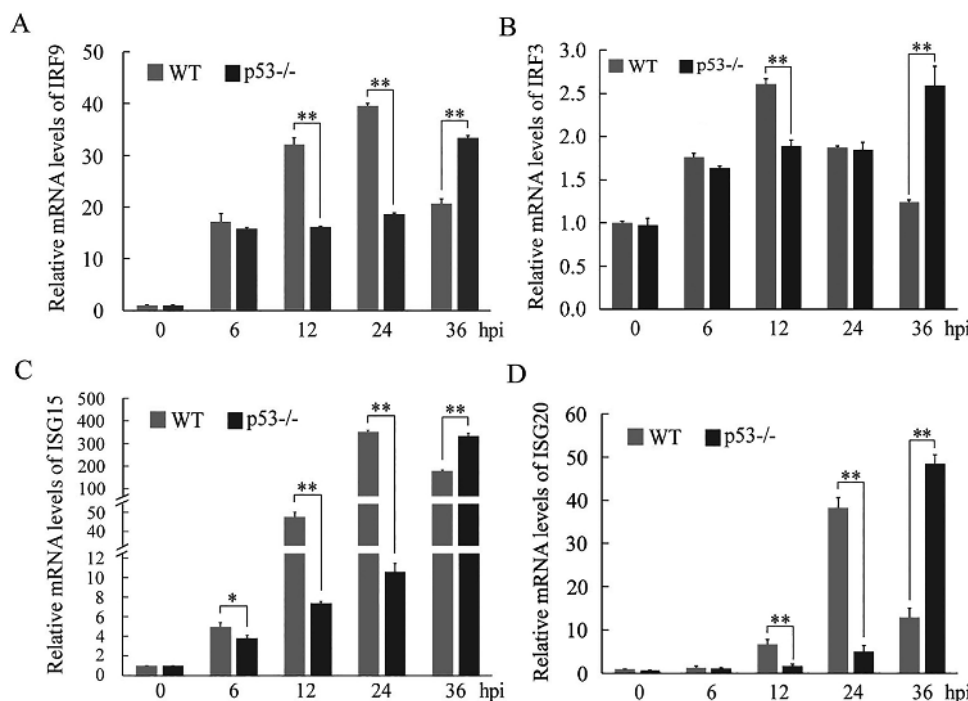 A
Relative mRNA levels of IRF9
50
40
30
20
10
0
WT p53-/-
** ** **
0 6 12 24 36 hpi
B
Relative mRNA levels of IRF3
3.0
2.5
2.0
1.5
1.0
0.5
0.0
WT p53-/-
** **
0 6 12 24 36 hpi
C
Relative mRNA levels of ISG15
500
400
300
200
100
50
40
12
10
8
6
4
2
1
0
WT p53-/-
* ** ** **
0 6 12 24 36 hpi
D
Relative mRNA levels of ISG20
60
50
40
30
20
10
0
WT p53-/-
** ** **
0 6 12 24 36 hpi